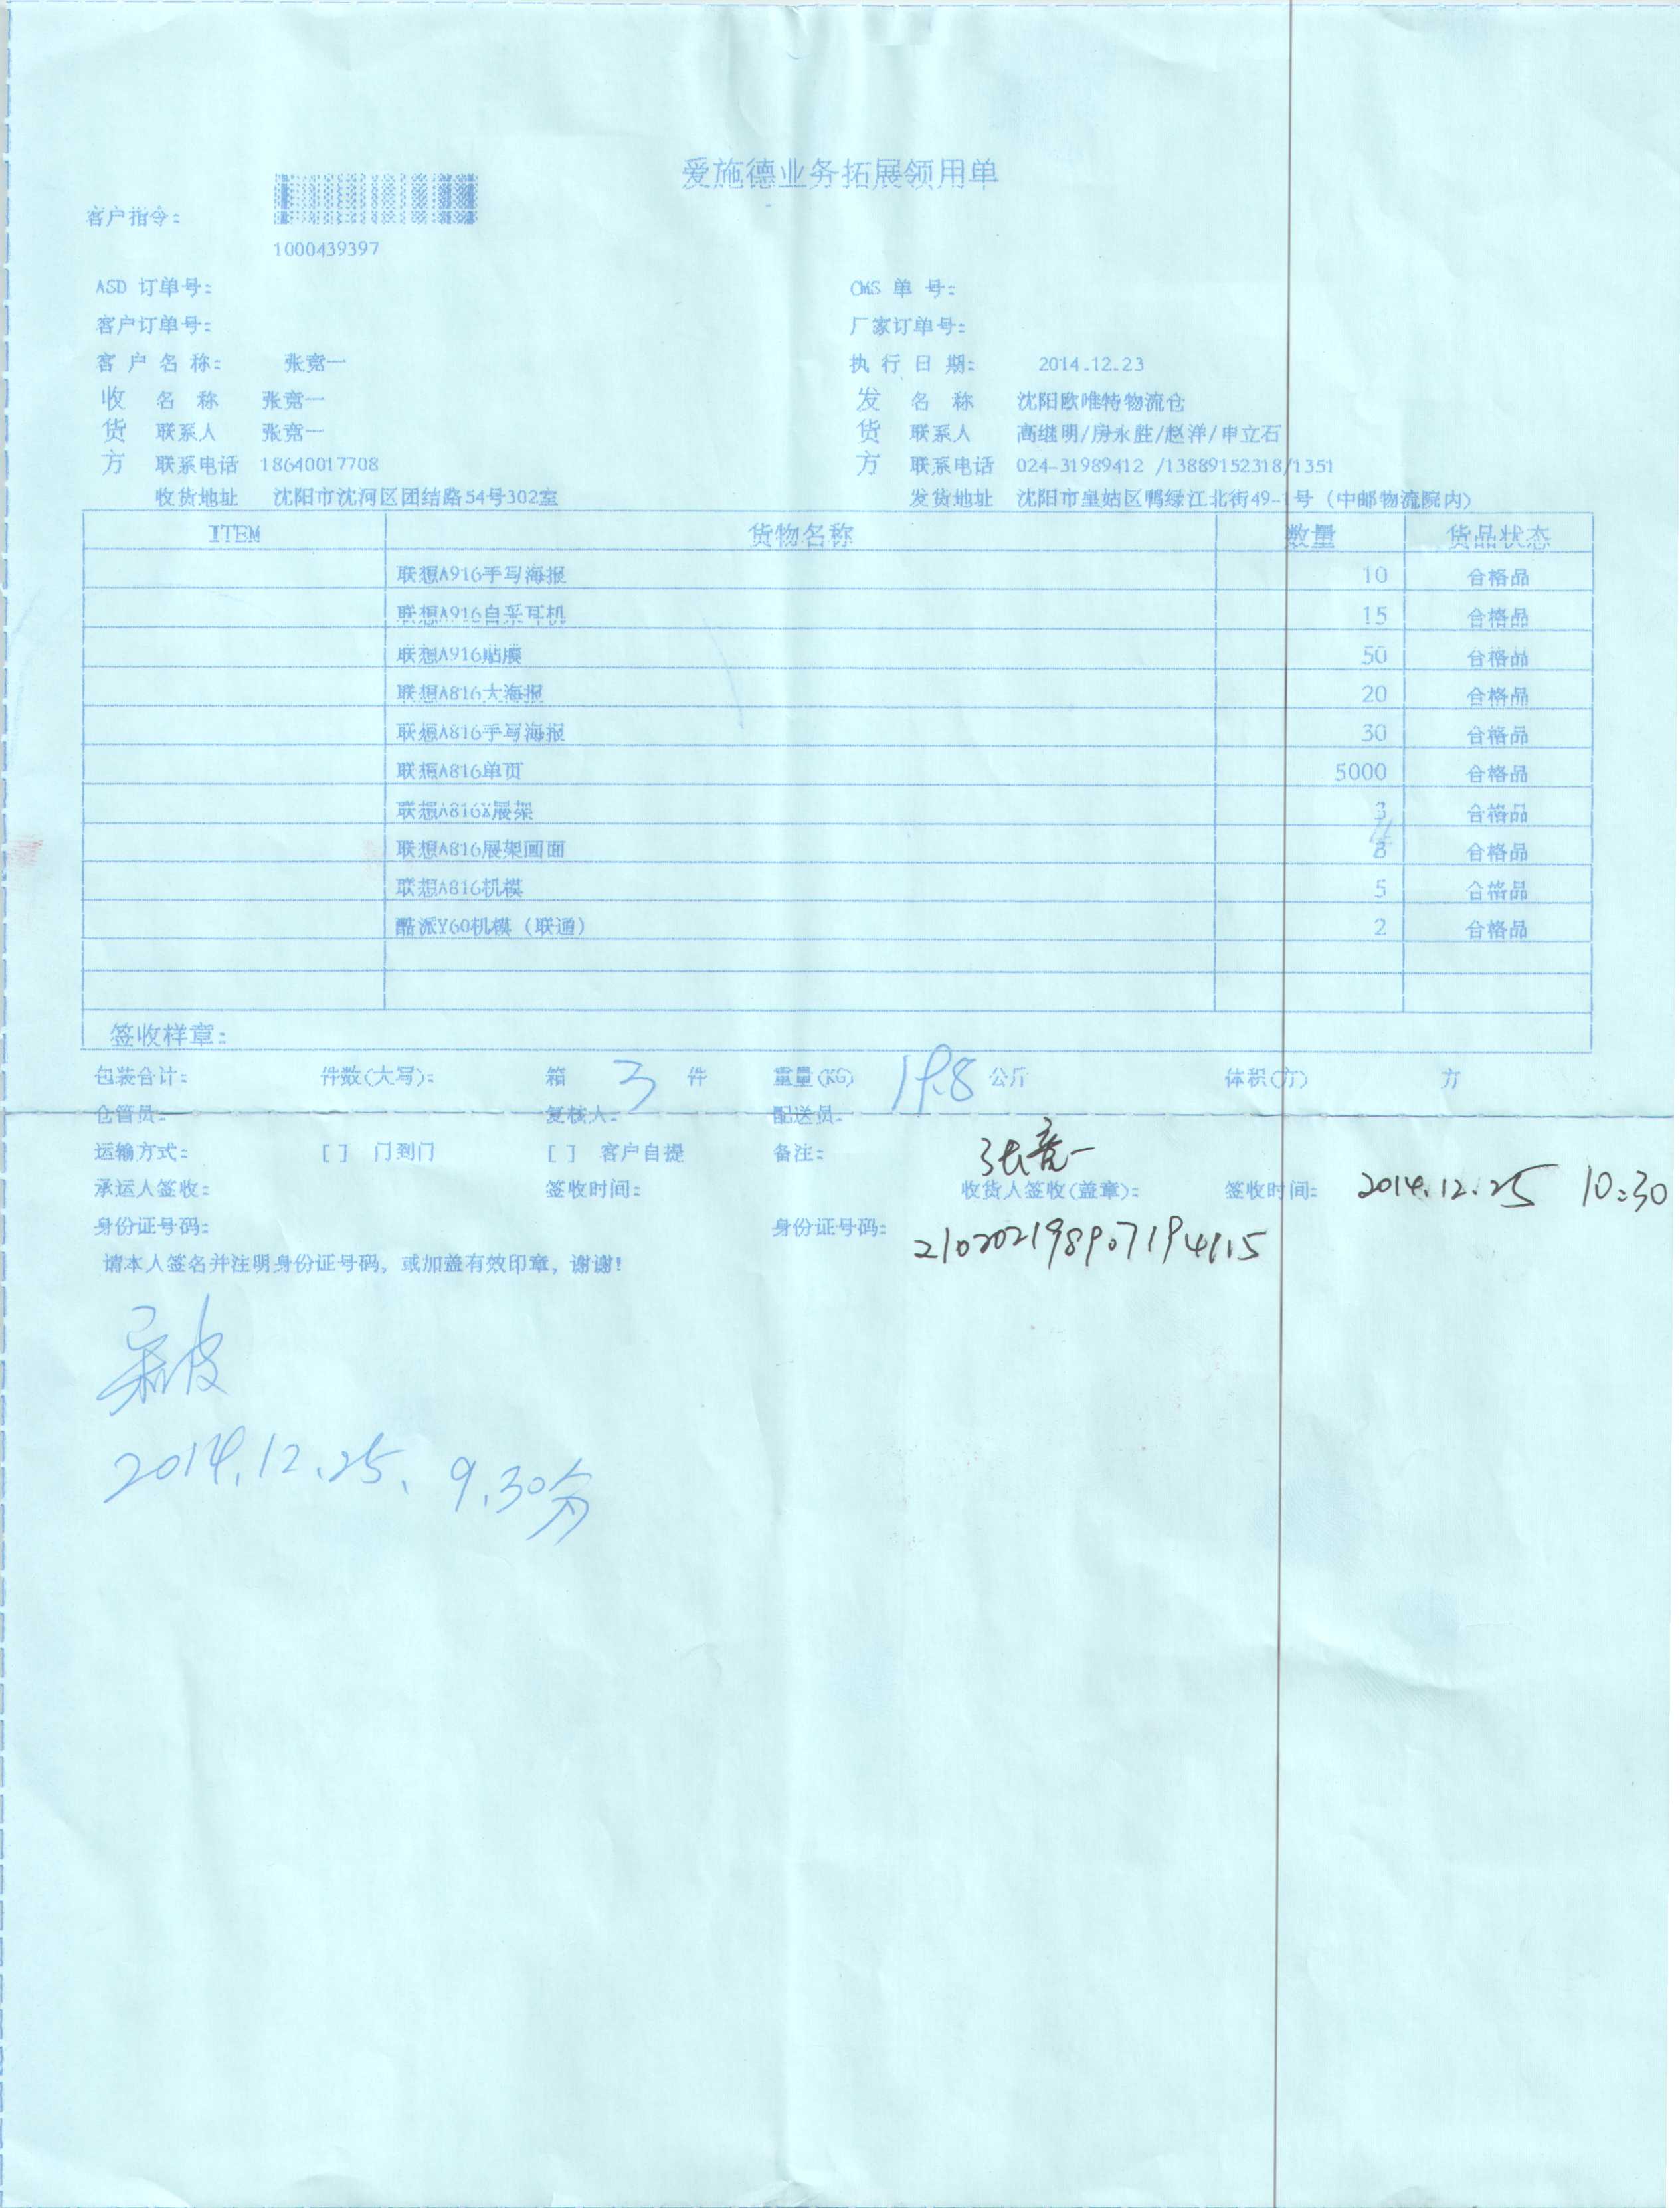 爱施德业务拓展领用单
客户指令:
1000439397
ASD 订单号: CMS 单 号:
客户订单号: 厂家订单号:
客 户 名 称: 张竞一 执 行 日 期: 2014.12.23
收 名 称 张竞一 发 名 称 沈阳欧唯特物流仓
货 联系人 张竞一 货 联系人 高继明/房永胜/赵洋/申立石
方 联系电话 18640017708 方 联系电话 024-31989412 /13889152318/1351
收货地址 沈阳市沈河区团结路54号302室 发货地址 沈阳市皇姑区鸭绿江北街49-1号(中邮物流院内)
ITEM 货物名称 数量 货品状态
联想A916手写海报 10 合格品
联想A916自采耳机 15 合格品
联想A916贴膜 50 合格品
联想A816大海报 20 合格品
联想A816手写海报 30 合格品
联想A816单页 5000 合格品
联想A816X展架 3 合格品
联想A816展架画面 合格品
联想A816机模 5 合格品
酷派Y60机模(联通) 2 合格品
签收样章:
包装合计: 件数(大写): 箱 3 件 重量(KG) 19.8 公斤 体积(方) 方
仓管员: 复核人: 配送员:
运输方式: [ ] 门到门 [ ] 客户自提 备注: 张竞一
承运人签收: 签收时间: 收货人签收(盖章): 签收时间: 2014.12.25 10:30
身份证号码: 身份证号码: 210202198907194115
请本人签名并注明身份证号码, 或加盖有效印章, 谢谢!
2014.12.25. 9.30分